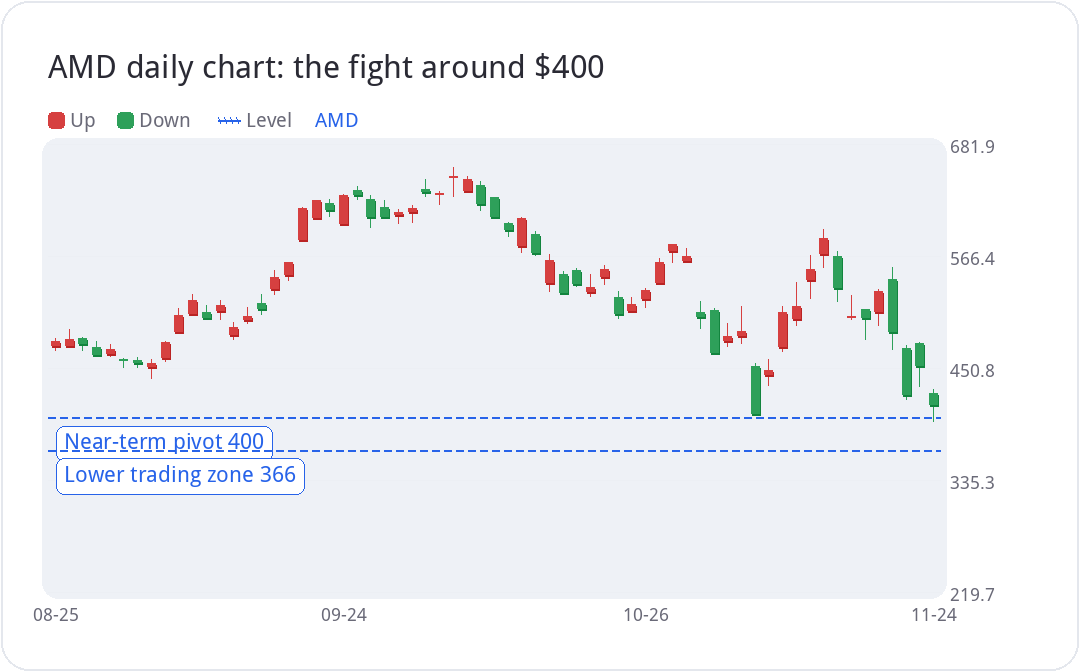 AMD daily chart: the fight around $400
Up Down Level AMD
681.9
566.4
450.8
Near-term pivot 400
Lower trading zone 366
335.3
219.7
08-25 09-24 10-26 11-24